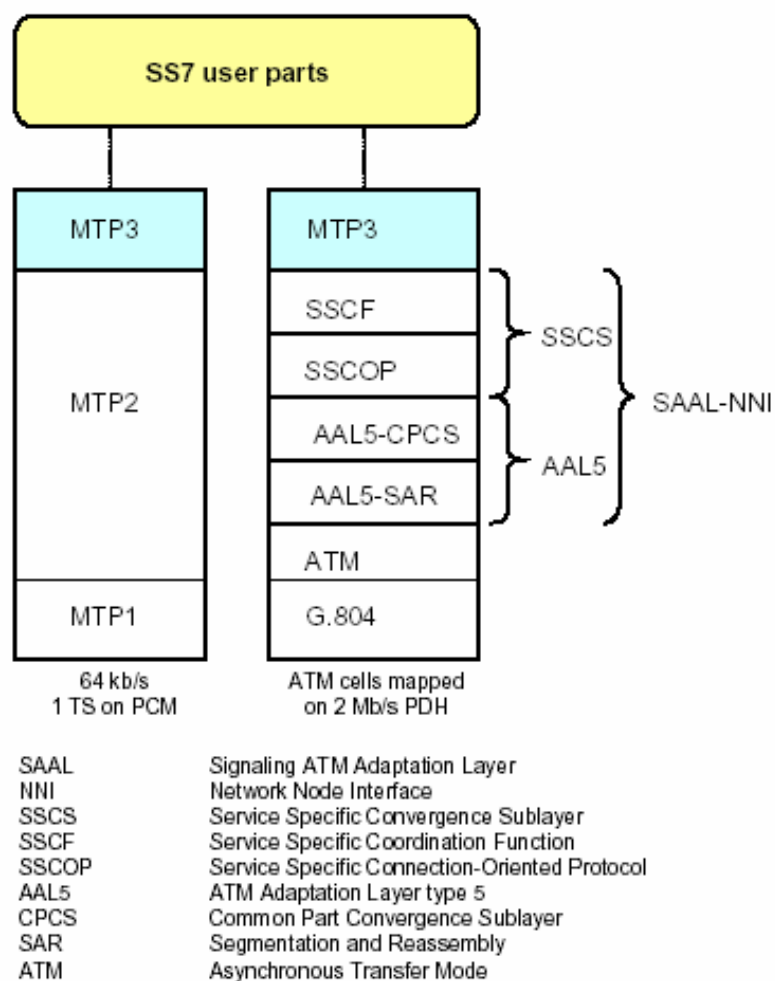 SS7 user parts
MTP3
MTP2
MTP1
64 kb/s
1 TS on PCM
MTP3
SSCF
SSCOP
AAL5-CPCS
AAL5-SAR
ATM
G.804
ATM cells mapped
on 2 Mb/s PDH
SSCS
AAL5
SAAL-NNI
SAAL Signaling ATM Adaptation Layer
NNI Network Node Interface
SSCS Service Specific Convergence Sublayer
SSCF Service Specific Coordination Function
SSCOP Service Specific Connection-Oriented Protocol
AAL5 ATM Adaptation Layer type 5
CPCS Common Part Convergence Sublayer
SAR Segmentation and Reassembly
ATM Asynchronous Transfer Mode